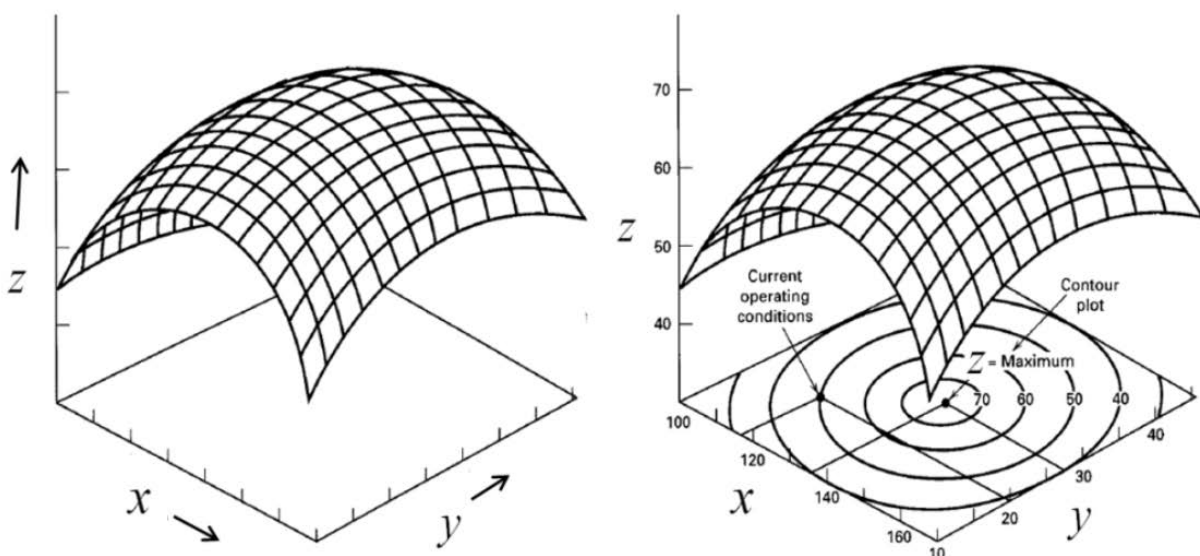 z
x
y
z
70
60
50
40
Current
operating
conditions
Contour
plot
z = Maximum
70
60
50
40
100
120
140
160
10
20
30
40
x
y